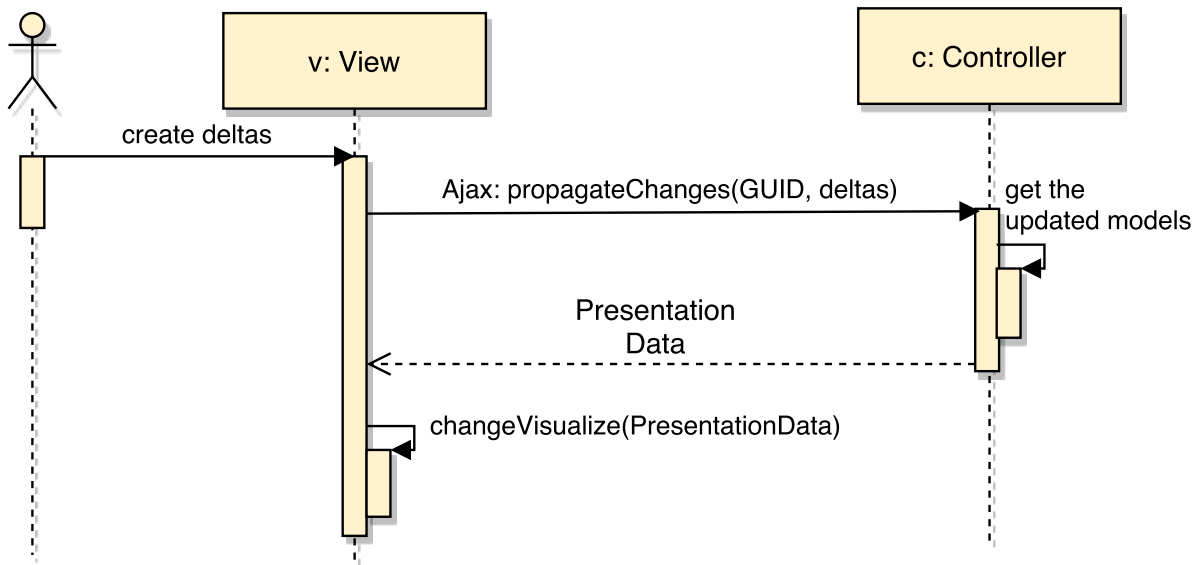 v: View
c: Controller
create deltas
Ajax: propagateChanges(GUID, deltas)
get the
updated models
Presentation
Data
changeVisualize(PresentationData)